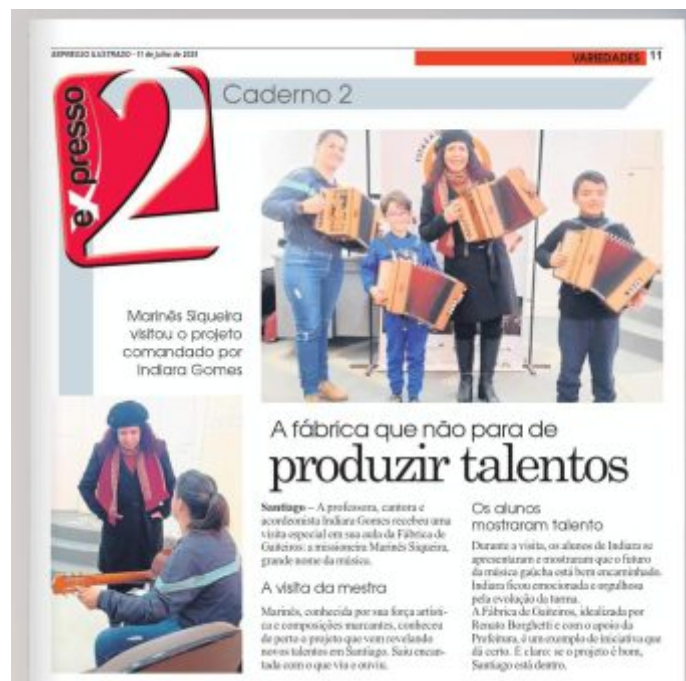 EXPRESSO ILUSTRADO - 11 de julho de 2025
VARIEDADES 11
expresso
2
Caderno 2
Marinês Siqueira
visitou o projeto
comandado por
Indiara Gomes
A fábrica que não para de
produzir talentos
Santiago – A professora, cantora e
acordeonista Indiara Gomes recebeu uma
visita especial em sua aula da Fábrica de
Gaiteiros: a missioneira Marinês Siqueira,
grande nome da música.
A visita da mestra
Marinês, conhecida por sua força artísti-
ca e composições marcantes, conheceu
de perto o projeto que vem revelando
novos talentos em Santiago. Saiu encan-
tada com o que viu e ouviu.
Os alunos
mostraram talento
Durante a visita, os alunos de Indiara se
apresentaram e mostraram que o futuro
da música gaúcha está bem encaminhado.
Indiara ficou emocionada e orgulhosa
pela evolução da turma.
A Fábrica de Gaiteiros, idealizada por
Renato Borghetti e com o apoio da
Prefeitura, é um exemplo de iniciativa que
dá certo. E claro: se o projeto é bom,
Santiago está dentro.